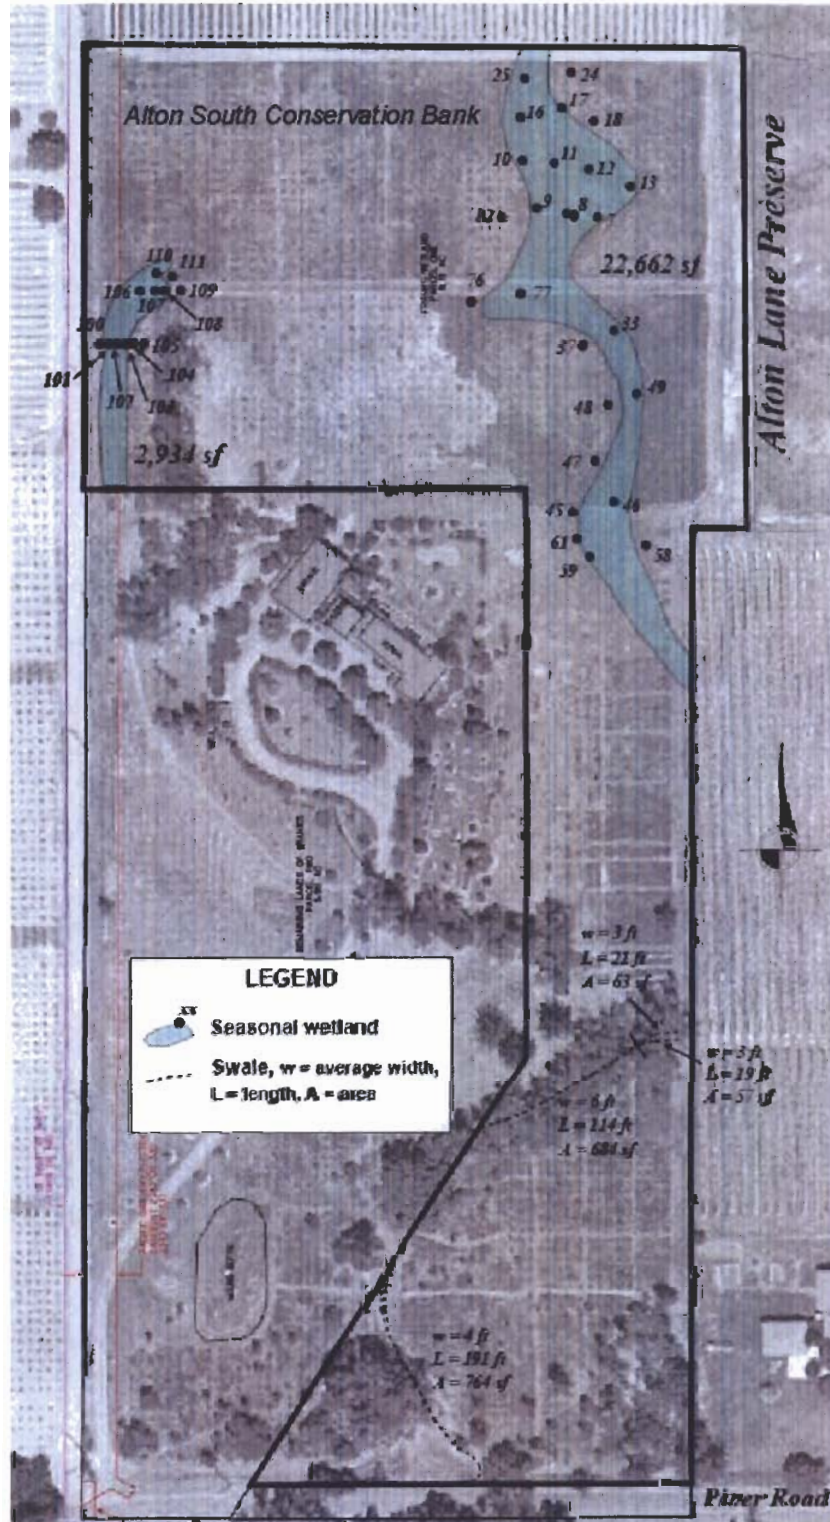 Alton South Conservation Bank
Alton Lane Preserve
25
24
16
17
18
10
11
12
13
9
8
7
22,662 sf
76
77
33
37
49
48
47
46
45
61
58
59
110
111
106
107
109
108
100
105
101
104
2,934 sf
w = 3 ft
L = 21 ft
A = 63 sf
w = 3 ft
L = 19 ft
A = 57 sf
w = 6 ft
L = 114 ft
A = 684 sf
w = 4 ft
L = 191 ft
A = 764 sf
LEGEND
xx
Seasonal wetland
Swale, w = average width,
L = length, A = area
Piner Road